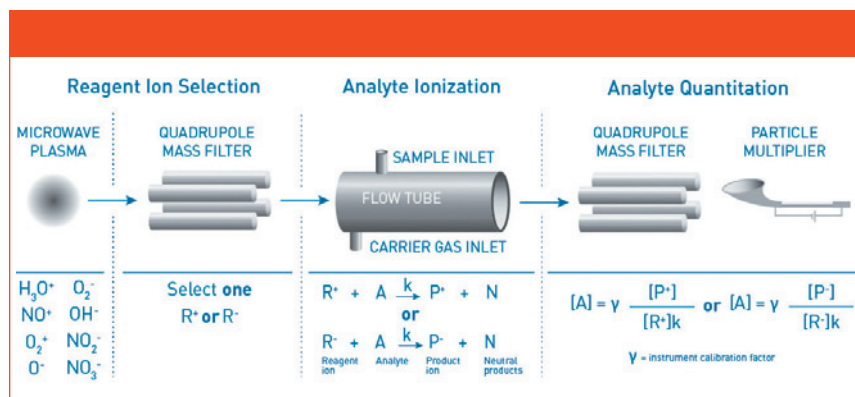 Reagent Ion Selection
Analyte Ionization
Analyte Quantitation
MICROWAVE
PLASMA
QUADRUPOLE
MASS FILTER
SAMPLE INLET
FLOW TUBE
CARRIER GAS INLET
QUADRUPOLE
MASS FILTER
PARTICLE
MULTIPLIER
H₃O⁺ O₂⁻
NO⁺ OH⁻
O₂⁺ NO₂⁻
O⁻ NO₃⁻
Select one
R⁺ or R⁻
R⁺ + A k→ P⁺ + N
or
R⁻ + A k→ P⁻ + N
Reagent ion
Analyte
Product ion
Neutral products
[A] = γ [P⁺] / [R⁺]k or [A] = γ [P⁻] / [R⁻]k
γ = instrument calibration factor